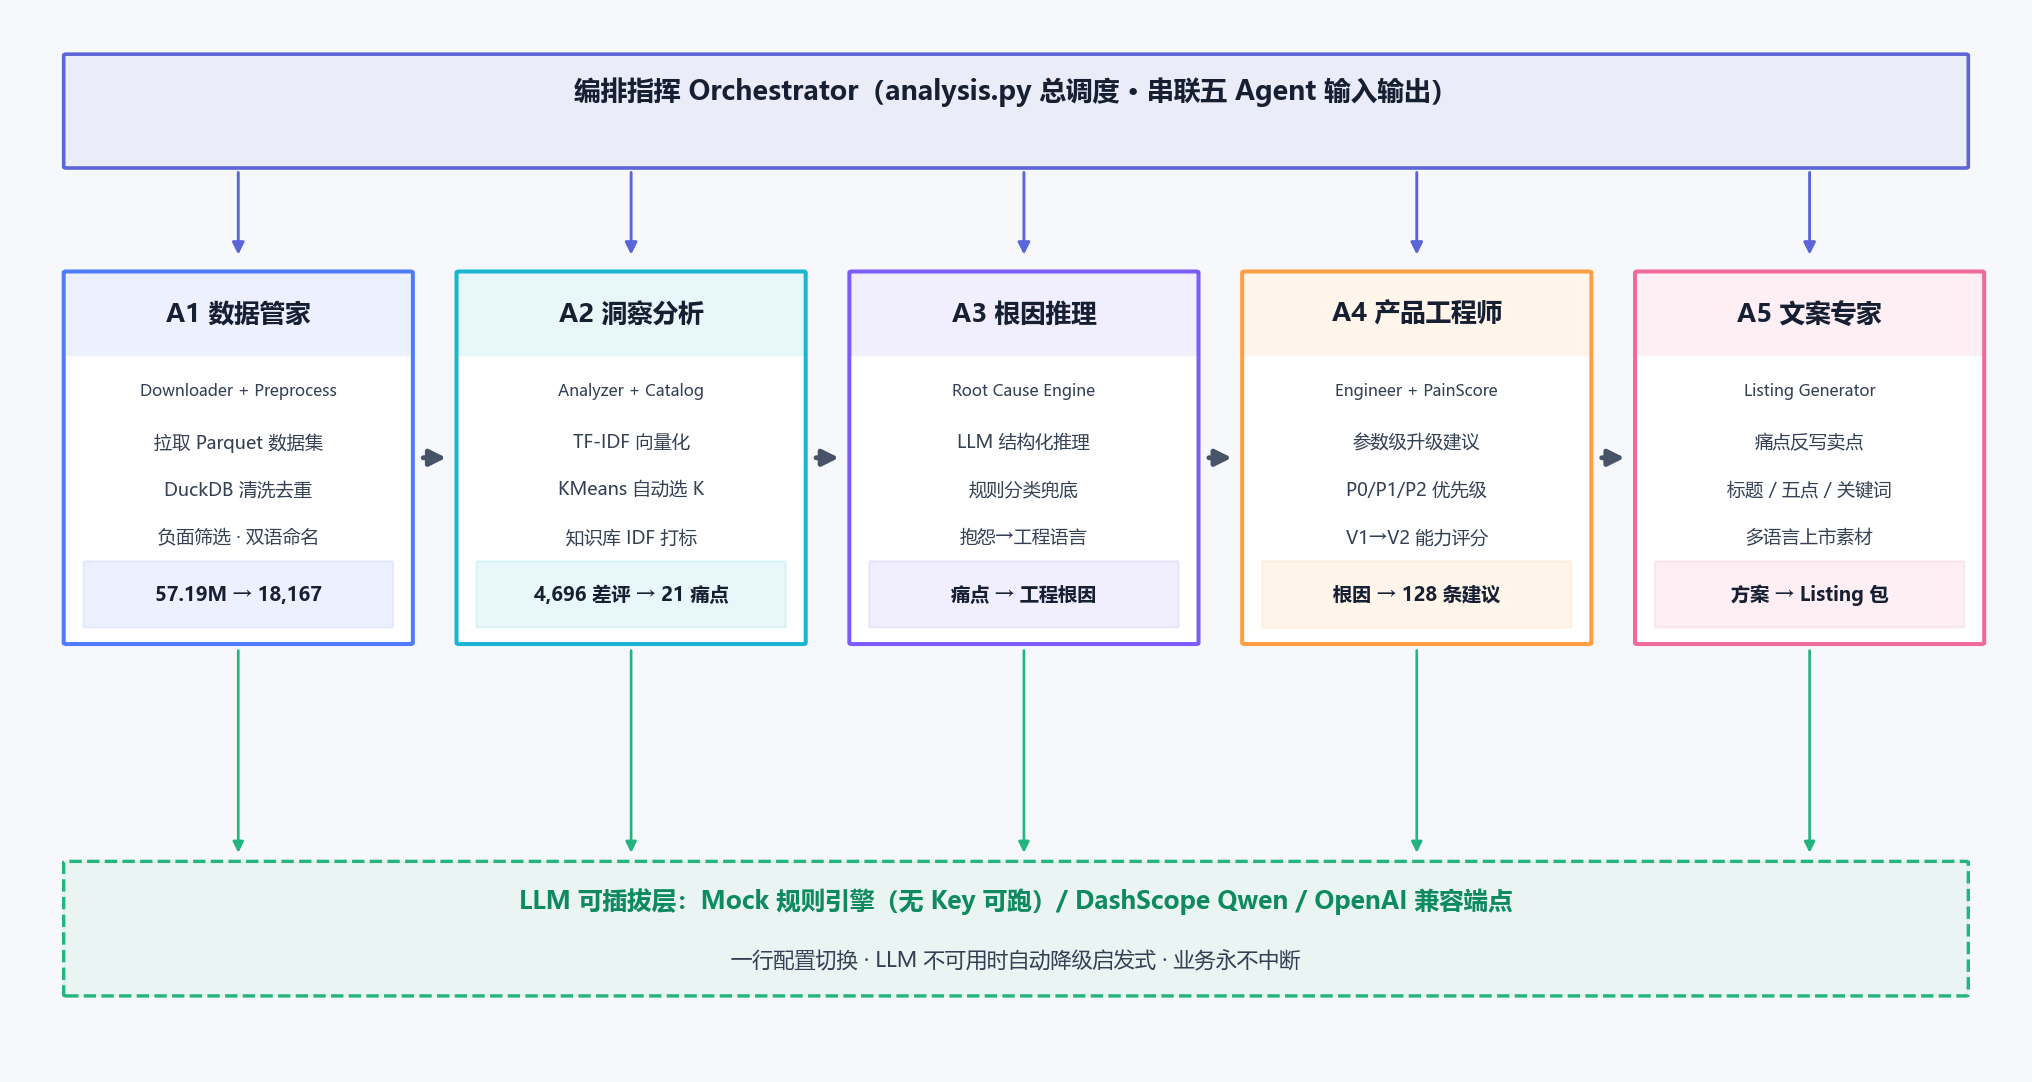 编排指挥 Orchestrator（analysis.py 总调度 • 串联五 Agent 输入输出）
A1 数据管家
Downloader + Preprocess
拉取 Parquet 数据集
DuckDB 清洗去重
负面筛选 · 双语命名
57.19M → 18,167
A2 洞察分析
Analyzer + Catalog
TF-IDF 向量化
KMeans 自动选 K
知识库 IDF 打标
4,696 差评 → 21 痛点
A3 根因推理
Root Cause Engine
LLM 结构化推理
规则分类兜底
抱怨→工程语言
痛点 → 工程根因
A4 产品工程师
Engineer + PainScore
参数级升级建议
P0/P1/P2 优先级
V1→V2 能力评分
根因 → 128 条建议
A5 文案专家
Listing Generator
痛点反写卖点
标题 / 五点 / 关键词
多语言上市素材
方案 → Listing 包
LLM 可插拔层：Mock 规则引擎（无 Key 可跑）/ DashScope Qwen / OpenAI 兼容端点
一行配置切换 · LLM 不可用时自动降级启发式 · 业务永不中断